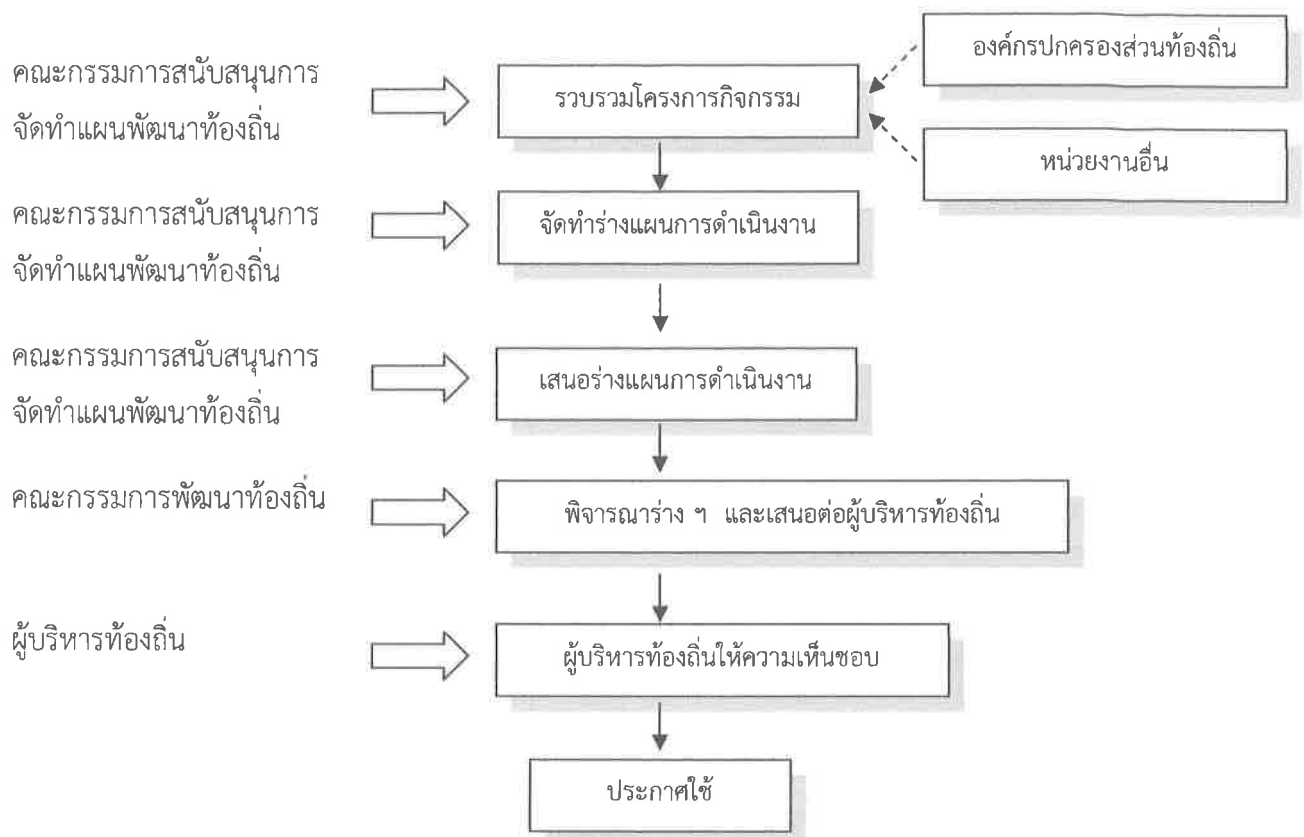 องค์กรปกครองส่วนท้องถิ่น
คณะกรรมการสนับสนุนการ
จัดทำแผนพัฒนาท้องถิ่น
รวบรวมโครงการกิจกรรม
หน่วยงานอื่น
คณะกรรมการสนับสนุนการ
จัดทำแผนพัฒนาท้องถิ่น
จัดทำร่างแผนการดำเนินงาน
คณะกรรมการสนับสนุนการ
จัดทำแผนพัฒนาท้องถิ่น
เสนอร่างแผนการดำเนินงาน
คณะกรรมการพัฒนาท้องถิ่น
พิจารณาร่าง ฯ และเสนอต่อผู้บริหารท้องถิ่น
ผู้บริหารท้องถิ่น
ผู้บริหารท้องถิ่นให้ความเห็นชอบ
ประกาศใช้